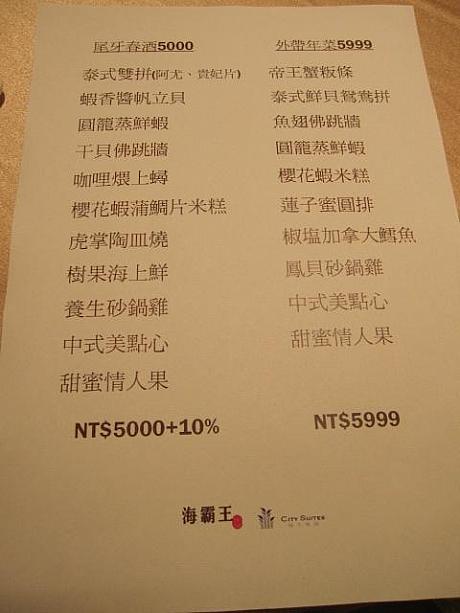 尾牙春酒5000
泰式雙拼(阿尤、貴妃片)
蝦香醬帆立貝
圓籠蒸鮮蝦
干貝佛跳牆
咖哩煨上蟳
櫻花蝦蒲鯛片米糕
虎掌陶皿燒
樹果海上鮮
養生砂鍋雞
中式美點心
甜蜜情人果
NT$5000+10%
外帶年菜5999
帝王蟹粄條
泰式鮮貝鴛鴦拼
魚翅佛跳牆
圓籠蒸鮮蝦
櫻花蝦米糕
蓮子蜜圓排
椒塩加拿大鱈魚
鳳貝砂鍋雞
中式美點心
甜蜜情人果
NT$5999
海霸王
CITY SUITES